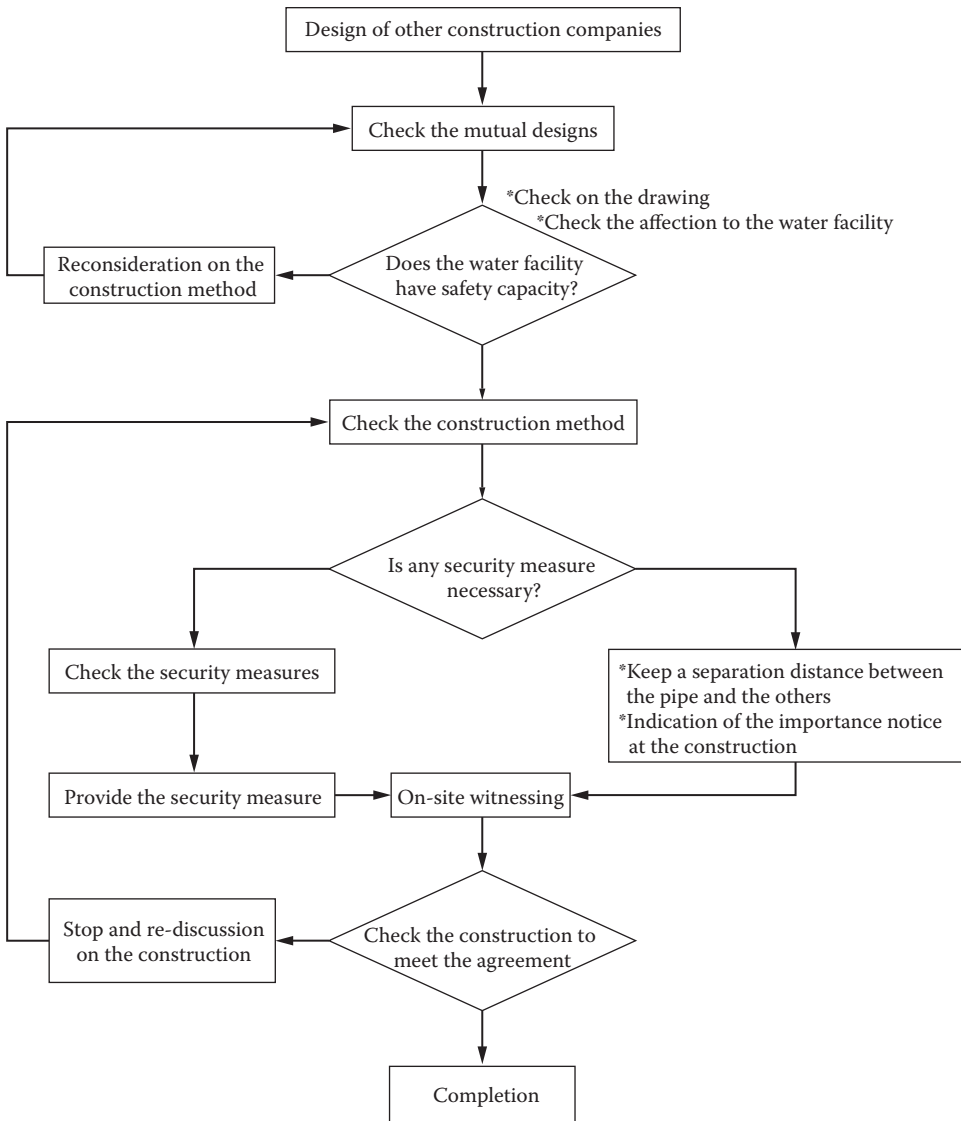 Design of other construction companies
Check the mutual designs
*Check on the drawing
*Check the affection to the water facility
Reconsideration on the
construction method
Does the water facility
have safety capacity?
Check the construction method
Is any security measure
necessary?
Check the security measures
*Keep a separation distance between
the pipe and the others
*Indication of the importance notice
at the construction
Provide the security measure
On-site witnessing
Stop and re-discussion
on the construction
Check the construction to
meet the agreement
Completion